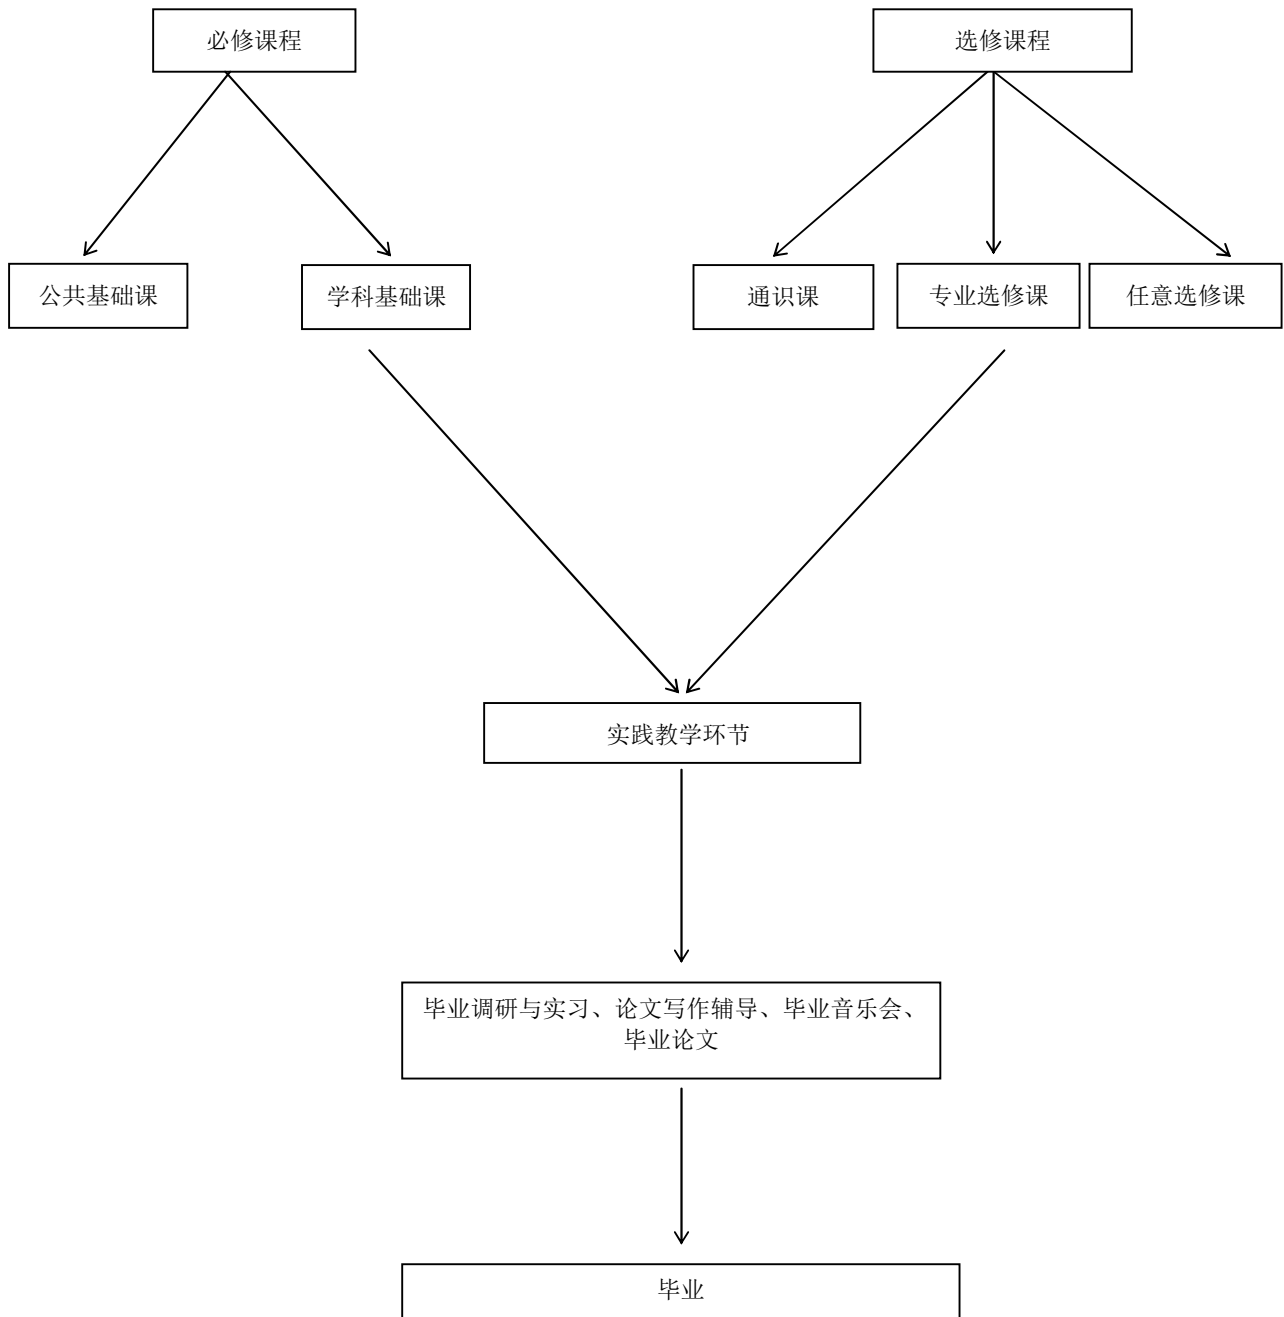 必修课程
选修课程
公共基础课
学科基础课
通识课
专业选修课
任意选修课
实践教学环节
毕业调研与实习、论文写作辅导、毕业音乐会、
毕业论文
毕业